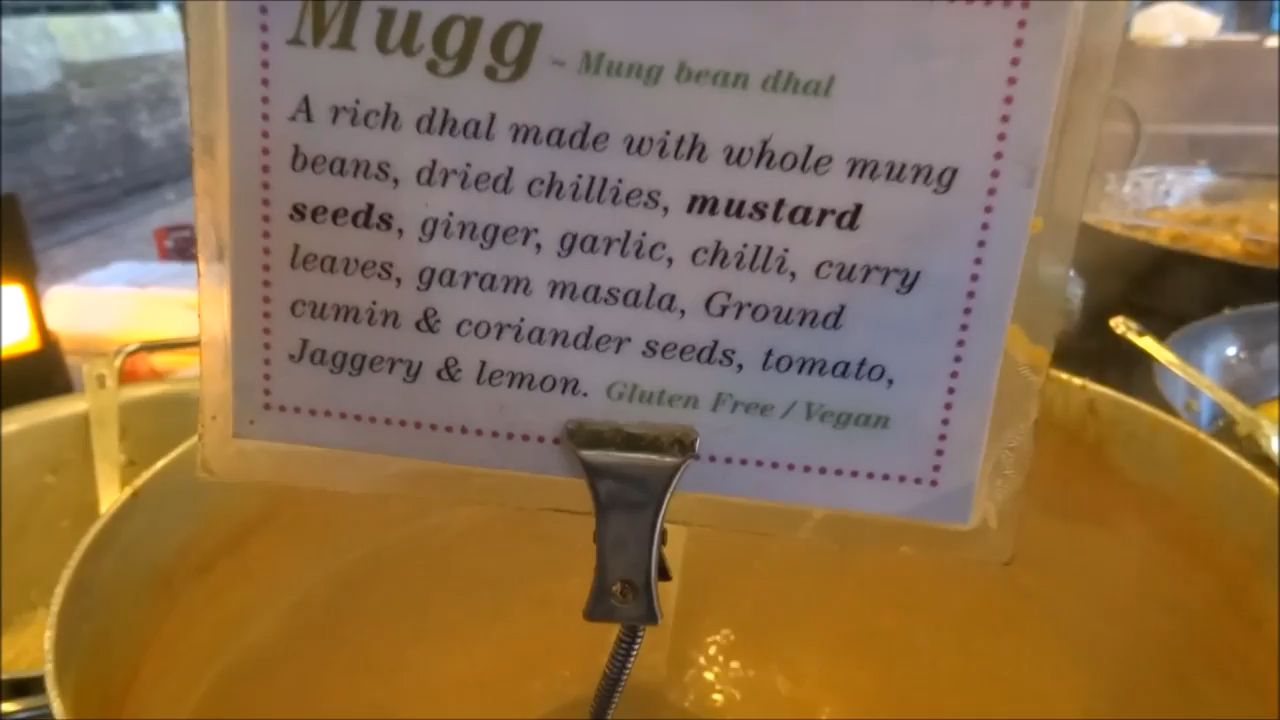 Mugg ~ Mung bean dhal
A rich dhal made with whole mung
beans, dried chillies, mustard
seeds, ginger, garlic, chilli, curry
leaves, garam masala, Ground
cumin & coriander seeds, tomato,
Jaggery & lemon. Gluten Free / Vegan